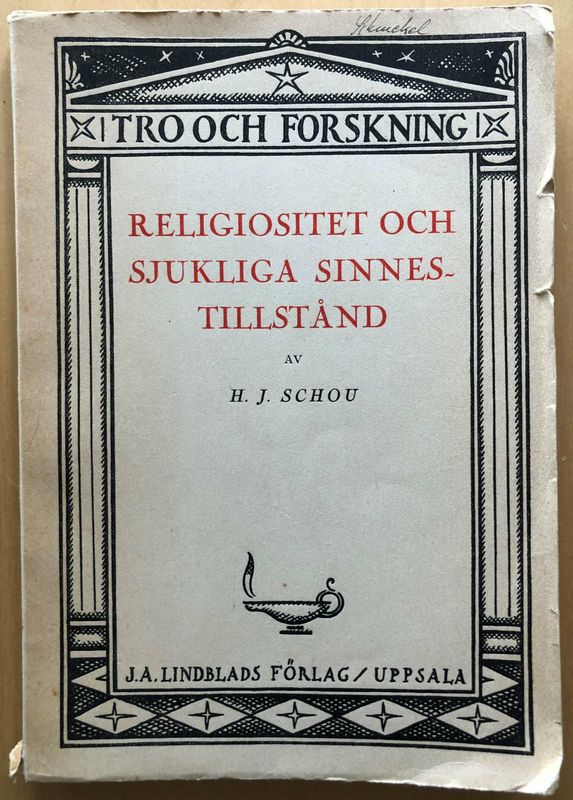 TRO OCH FORSKNING
RELIGIOSITET OCH
SJUKLIGA SINNES-
TILLSTÅND
AV
H. J. SCHOU
J.A. LINDBLADS FÖRLAG / UPPSALA